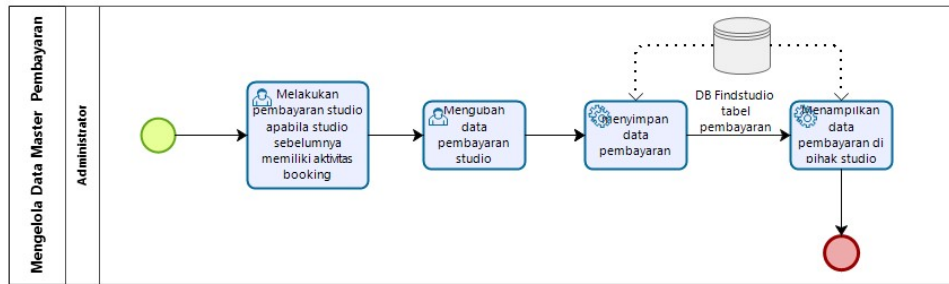 Mengelola Data Master Pembayaran
Administrator
Melakukan
pembayaran studio
apabila studio
sebelumnya
memiliki aktivitas
booking
Mengubah
data
pembayaran
studio
Menyimpan
data
pembayaran
DB Findstudio
tabel
pembayaran
Menampilkan
data
pembayaran di
pihak studio